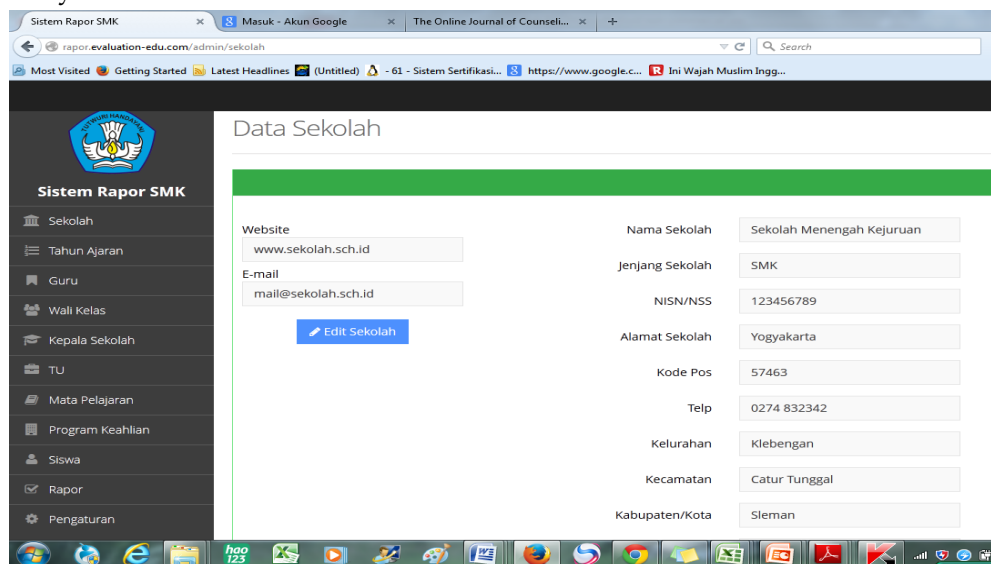 Sistem Rapor SMK
Masuk - Akun Google
The Online Journal of Counseli...
rapor.evaluation-edu.com/admin/sekolah
Search
Most Visited Getting Started Latest Headlines (Untitled) - 61 - Sistem Sertifikasi... https://www.google.c... Ini Wajah Muslim Ingg...
TUT WURI HANDAYANI
Sistem Rapor SMK
Sekolah
Tahun Ajaran
Guru
Wali Kelas
Kepala Sekolah
TU
Mata Pelajaran
Program Keahlian
Siswa
Rapor
Pengaturan
Data Sekolah
Website
www.sekolah.sch.id
E-mail
mail@sekolah.sch.id
Edit Sekolah
Nama Sekolah Sekolah Menengah Kejuruan
Jenjang Sekolah SMK
NISN/NSS 123456789
Alamat Sekolah Yogyakarta
Kode Pos 57463
Telp 0274 832342
Kelurahan Klebengan
Kecamatan Catur Tunggal
Kabupaten/Kota Sleman
hao
123